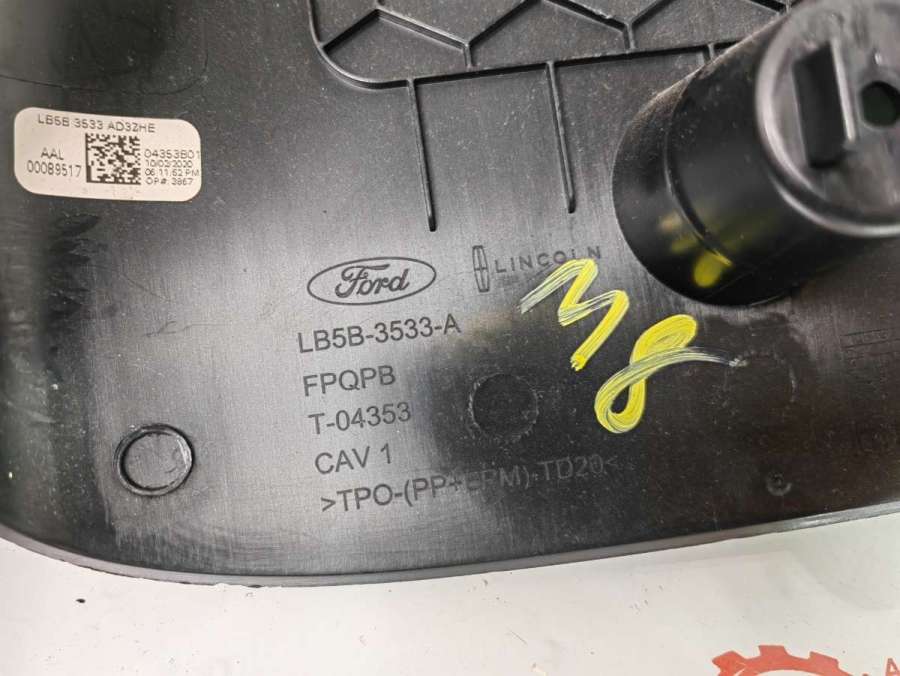 LB5B 3533 AD3ZHE
AAL
00089517
04353B01
10/02/2020
06:11:52 PM
OP#: 3867
Ford
LINCOLN
LB5B-3533-A
FPQPB
T-04353
CAV 1
>TPO-(PP+EPM)-TD20<
M8
A